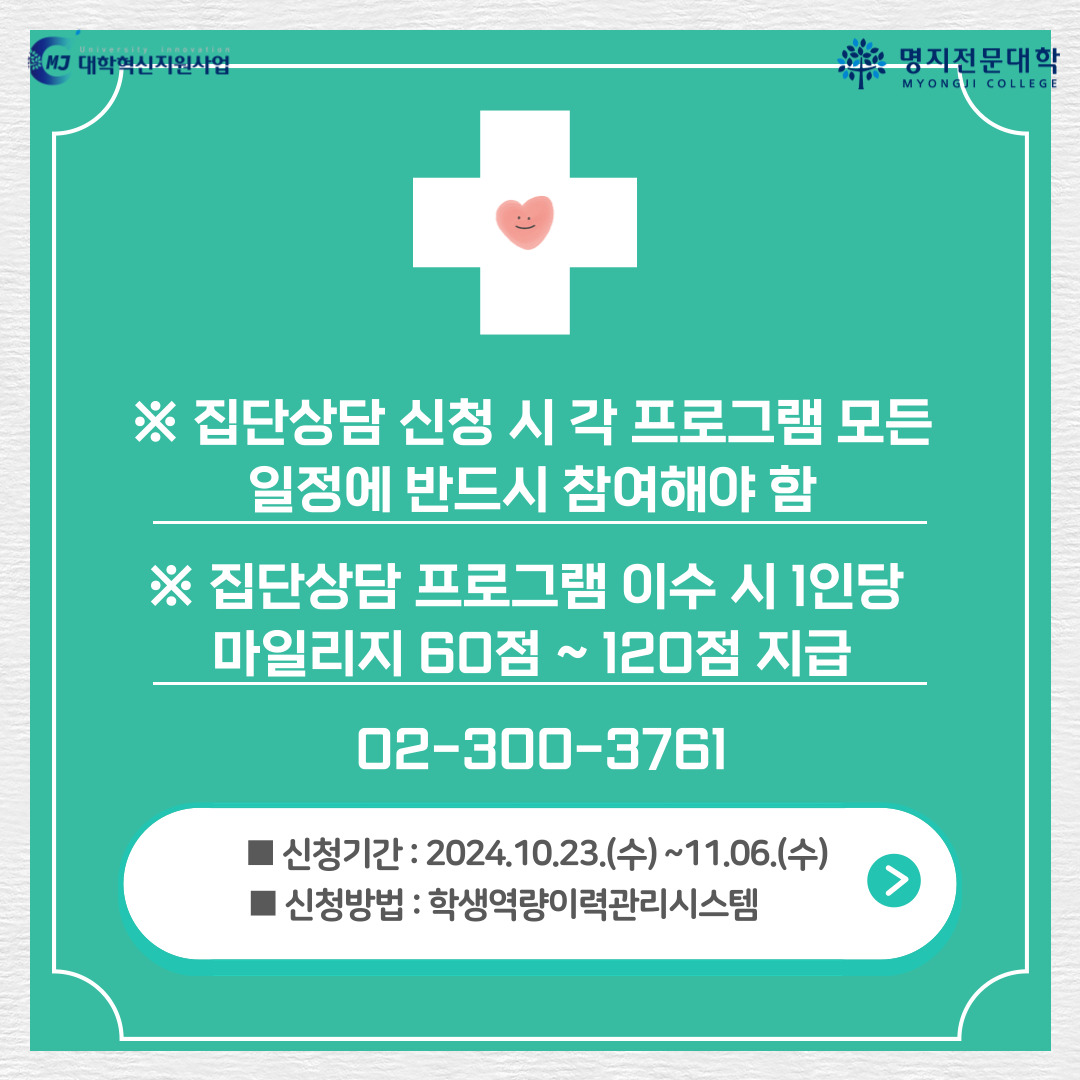 University innovation
MJ 대학혁신지원사업
명지전문대학
MYONGJI COLLEGE
※ 집단상담 신청 시 각 프로그램 모든
일정에 반드시 참여해야 함
※ 집단상담 프로그램 이수 시 1인당
마일리지 60점 ~ 120점 지급
02-300-3761
■ 신청기간 : 2024.10.23.(수) ~11.06.(수)
■ 신청방법 : 학생역량이력관리시스템